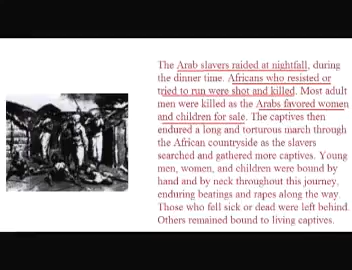 The Arab slavers raided at nightfall, during
the dinner time. Africans who resisted or
tried to run were shot and killed. Most adult
men were killed as the Arabs favored women
and children for sale. The captives then
endured a long and torturous march through
the African countryside as the slavers
searched and gathered more captives. Young
men, women, and children were bound by
hand and by neck throughout this journey,
enduring beatings and rapes along the way.
Those who fell sick or dead were left behind.
Others remained bound to living captives.